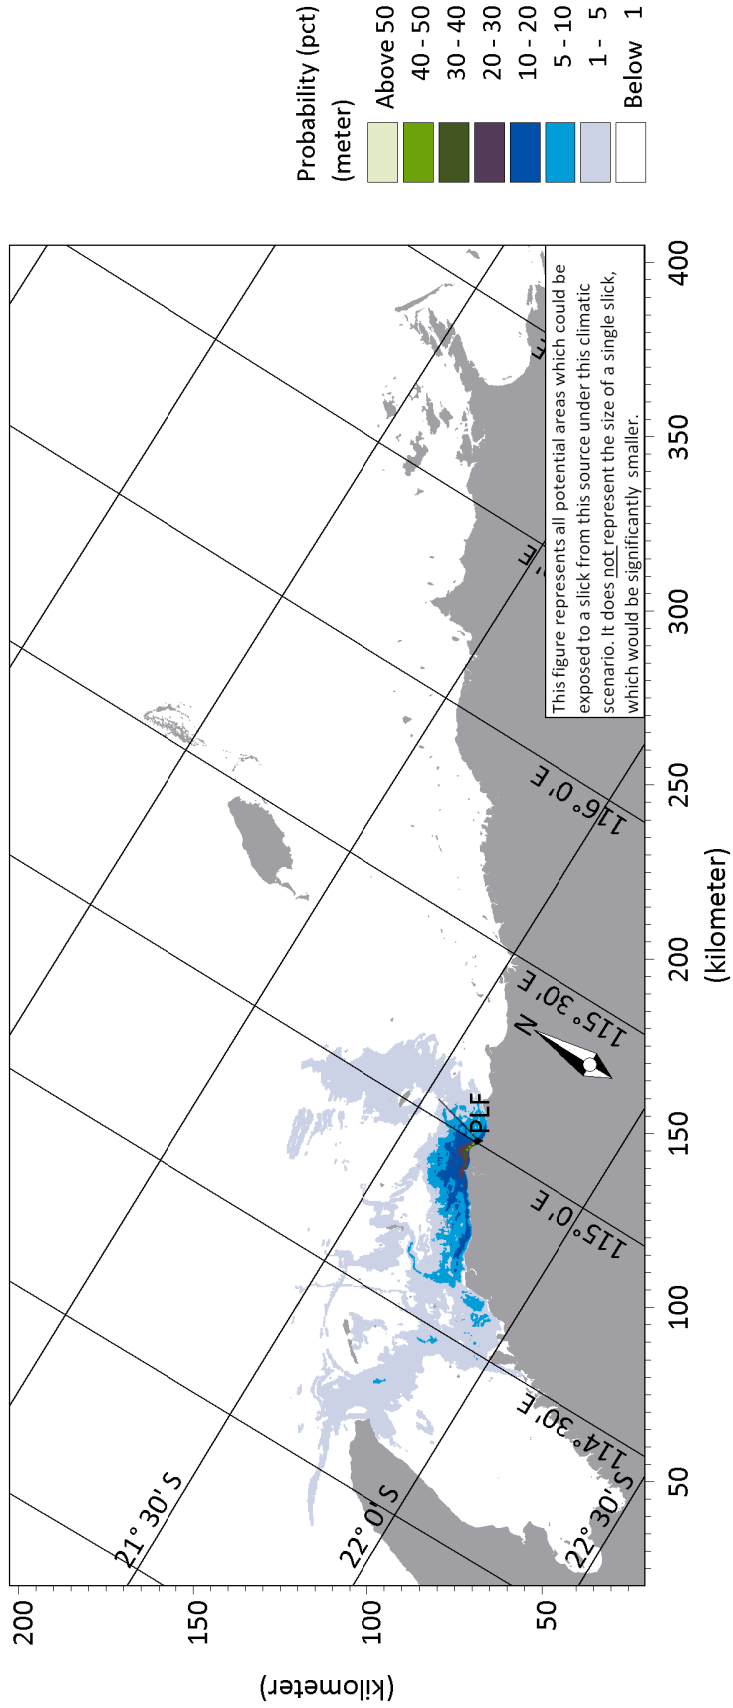 Probability (pct)
(meter)
Above 50
40 - 50
30 - 40
20 - 30
10 - 20
5 - 10
1 - 5
Below 1
(kilometer)
200
150
100
50
21° 30' S
22° 0' S
22° 30' S
114° 30' E
115° 0' E
115° 30' E
116° 0' E
'E
E
PLF
N
This figure represents all potential areas which could be
exposed to a slick from this source under this climatic
scenario. It does not represent the size of a single slick,
which would be significantly smaller.
50
100
150
200
250
300
350
400
(kilometer)